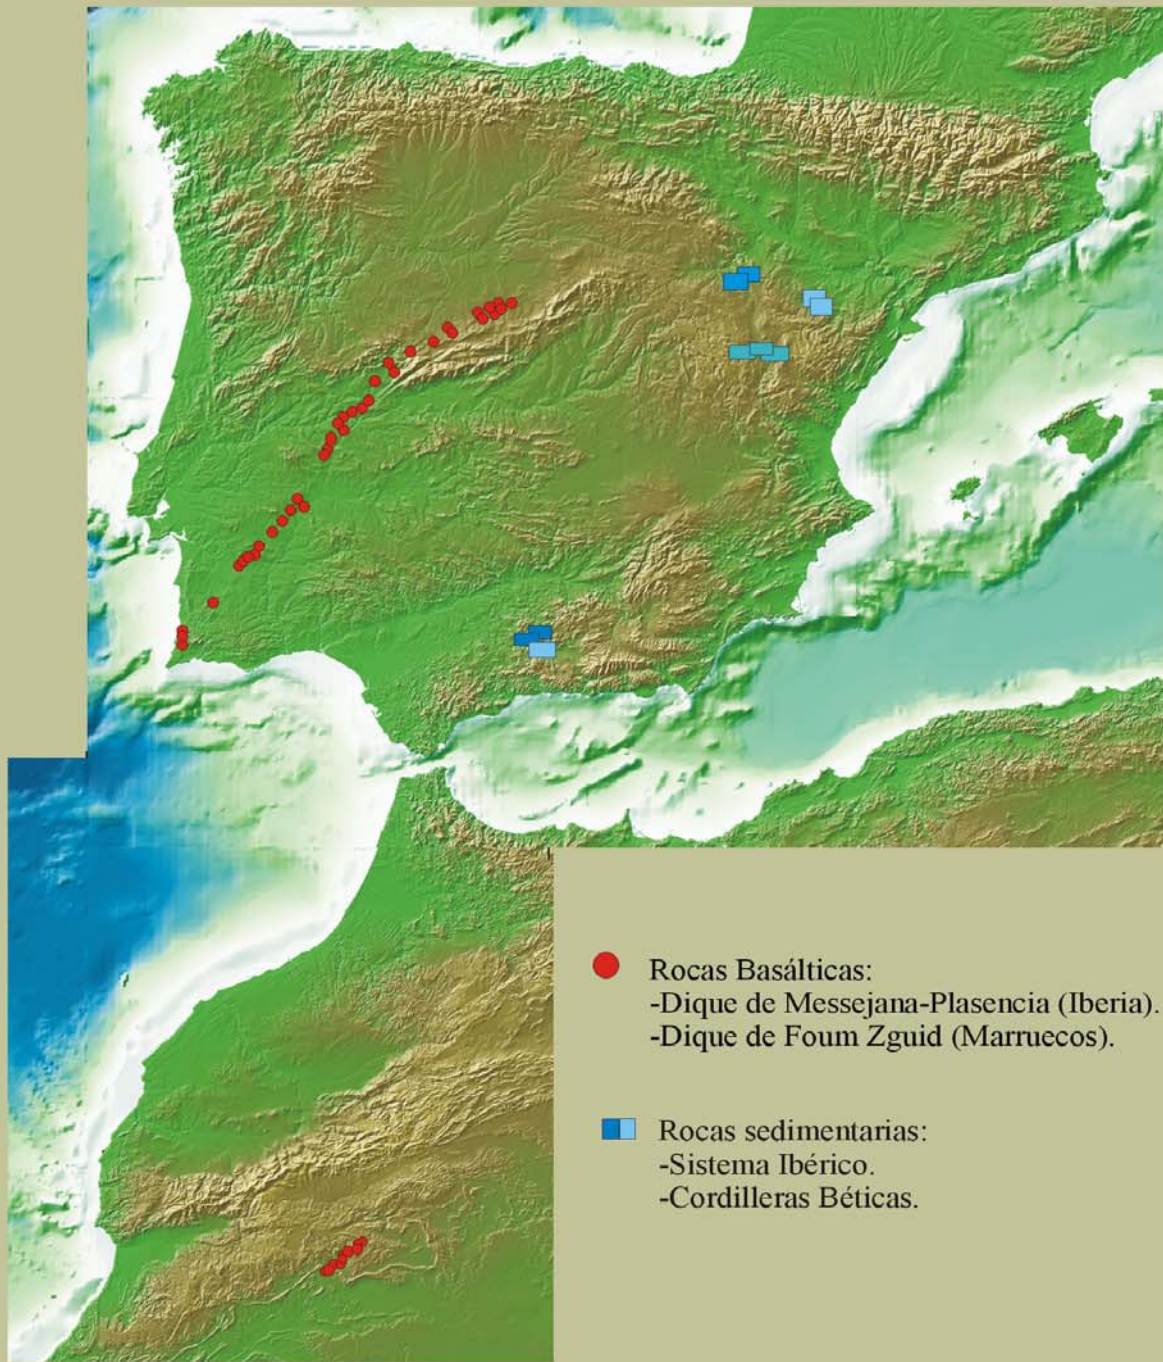 Rocas Basálticas:
-Dique de Messejana-Plasencia (Iberia).
-Dique de Foum Zguid (Marruecos).
Rocas sedimentarias:
-Sistema Ibérico.
-Cordilleras Béticas.